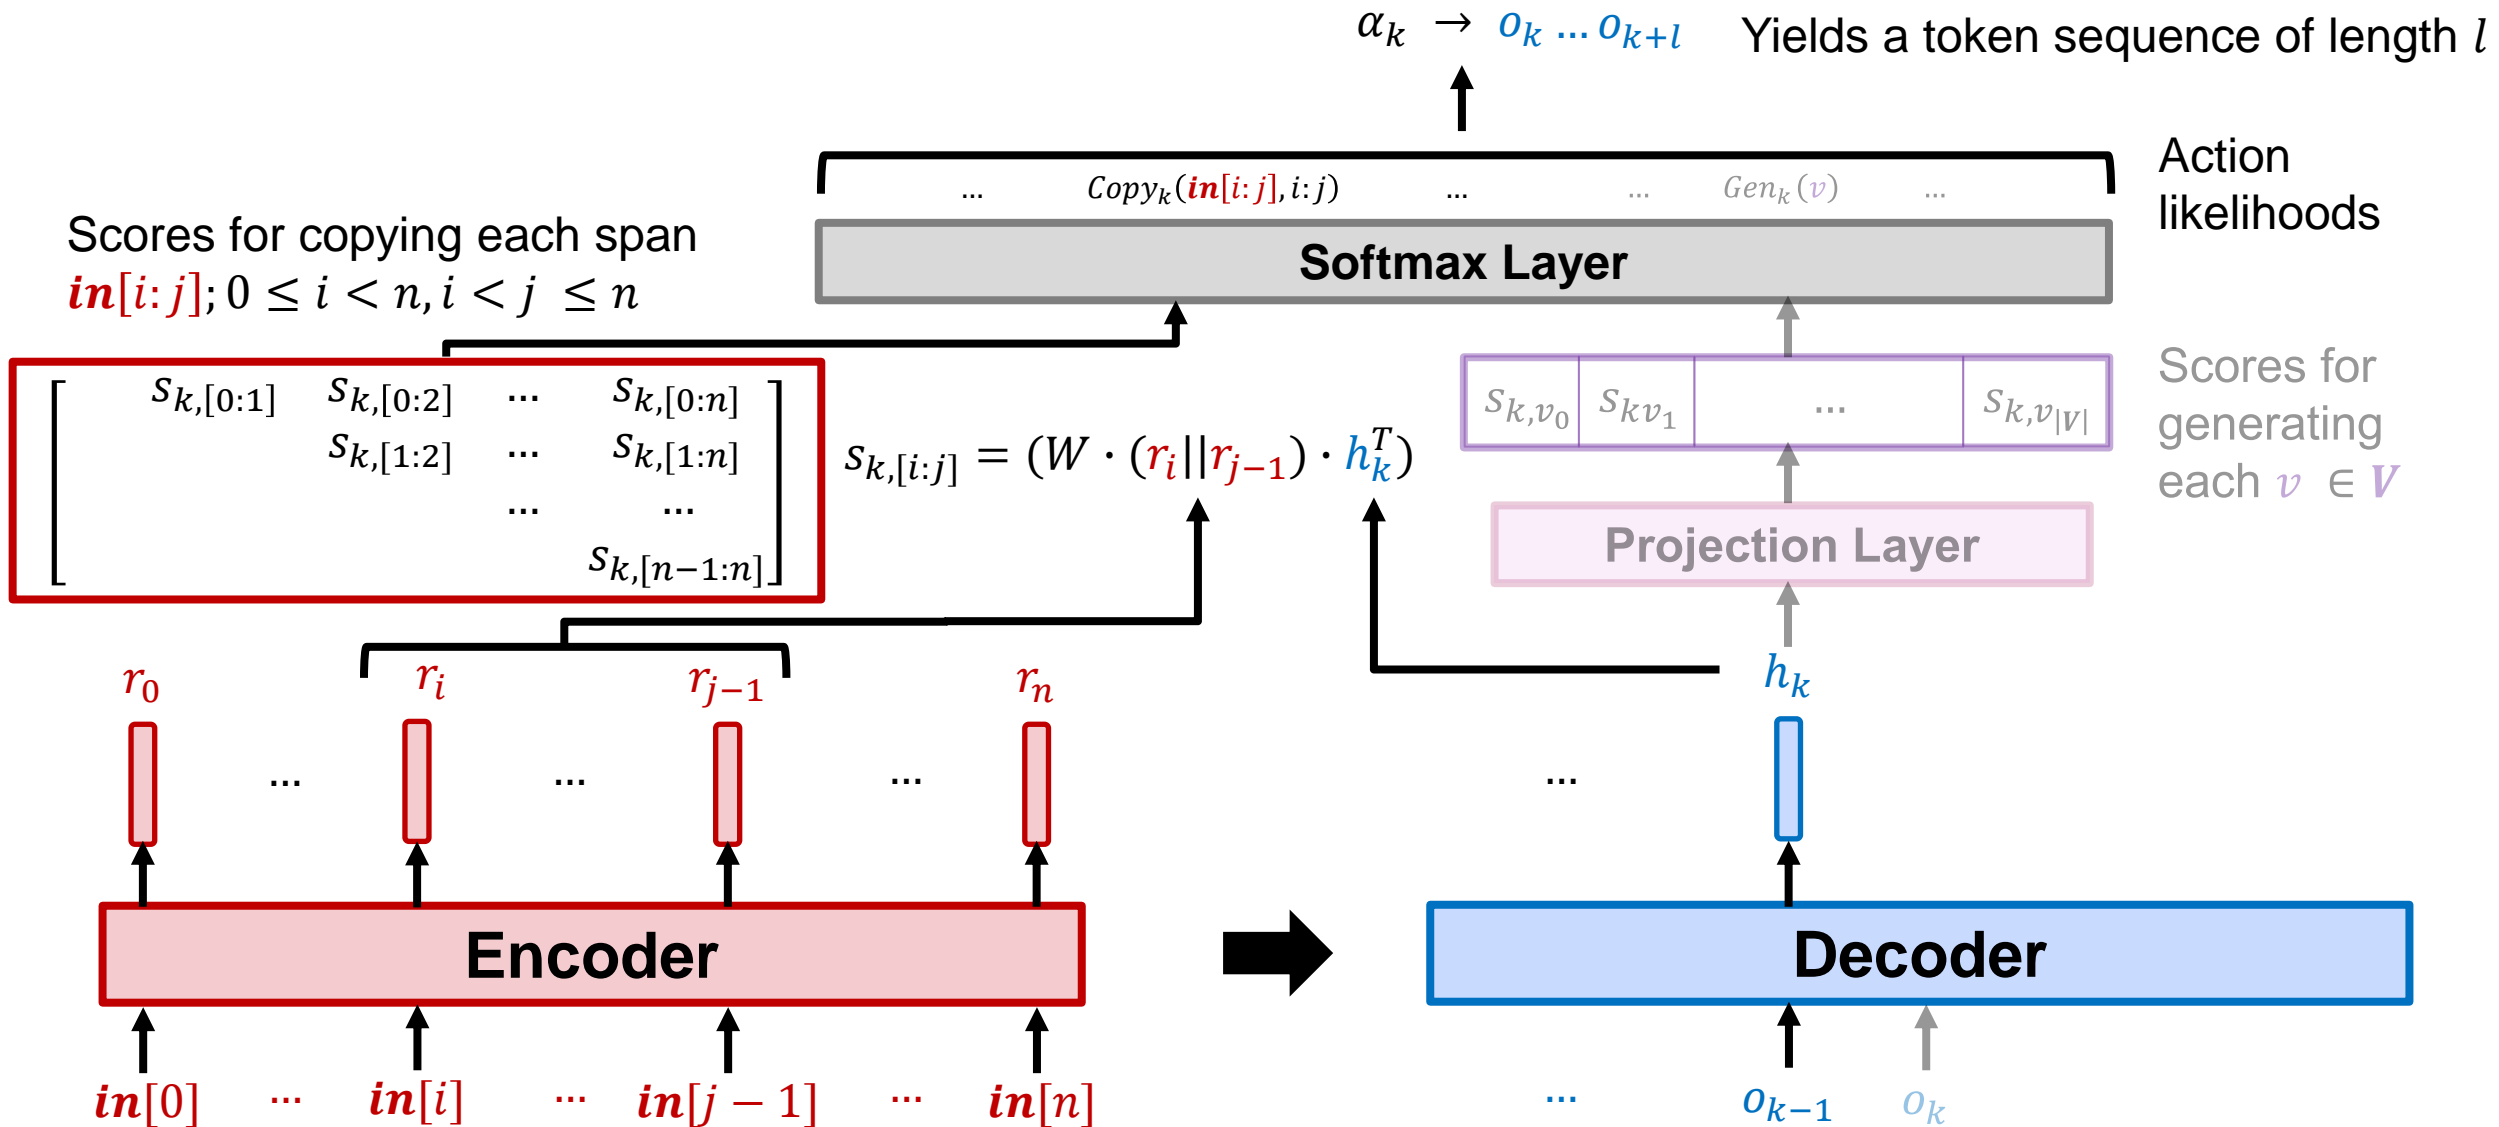 α_k → o_k ... o_{k+l} Yields a token sequence of length l
Action
likelihoods
... Copy_k(in[i:j], i:j) ... ... Gen_k(v) ...
Softmax Layer
Scores for copying each span
in[i:j]; 0 ≤ i < n, i < j ≤ n
s_{k,[0:1]} s_{k,[0:2]} ... s_{k,[0:n]}
s_{k,[1:2]} ... s_{k,[1:n]}
... ...
s_{k,[n−1:n]}
s_{k,[i:j]} = (W · (r_i||r_{j−1}) · h_k^T)
s_{k,v_0} s_{kv_1} ... s_{k,v_{|V|}}
Scores for
generating
each v ∈ V
Projection Layer
r_0 r_i r_{j−1} r_n h_k
... ... ... ...
Encoder
Decoder
in[0] ... in[i] ... in[j − 1] ... in[n] ... o_{k−1} o_k